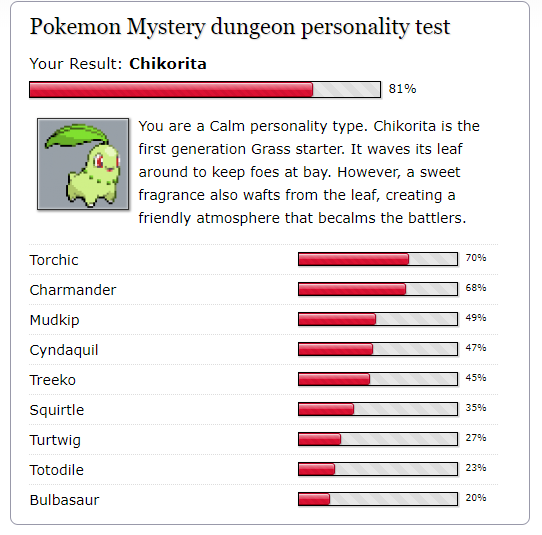 Pokemon Mystery dungeon personality test
Your Result: Chikorita
81%
You are a Calm personality type. Chikorita is the
first generation Grass starter. It waves its leaf
around to keep foes at bay. However, a sweet
fragrance also wafts from the leaf, creating a
friendly atmosphere that becalms the battlers.
Torchic 70%
Charmander 68%
Mudkip 49%
Cyndaquil 47%
Treeko 45%
Squirtle 35%
Turtwig 27%
Totodile 23%
Bulbasaur 20%